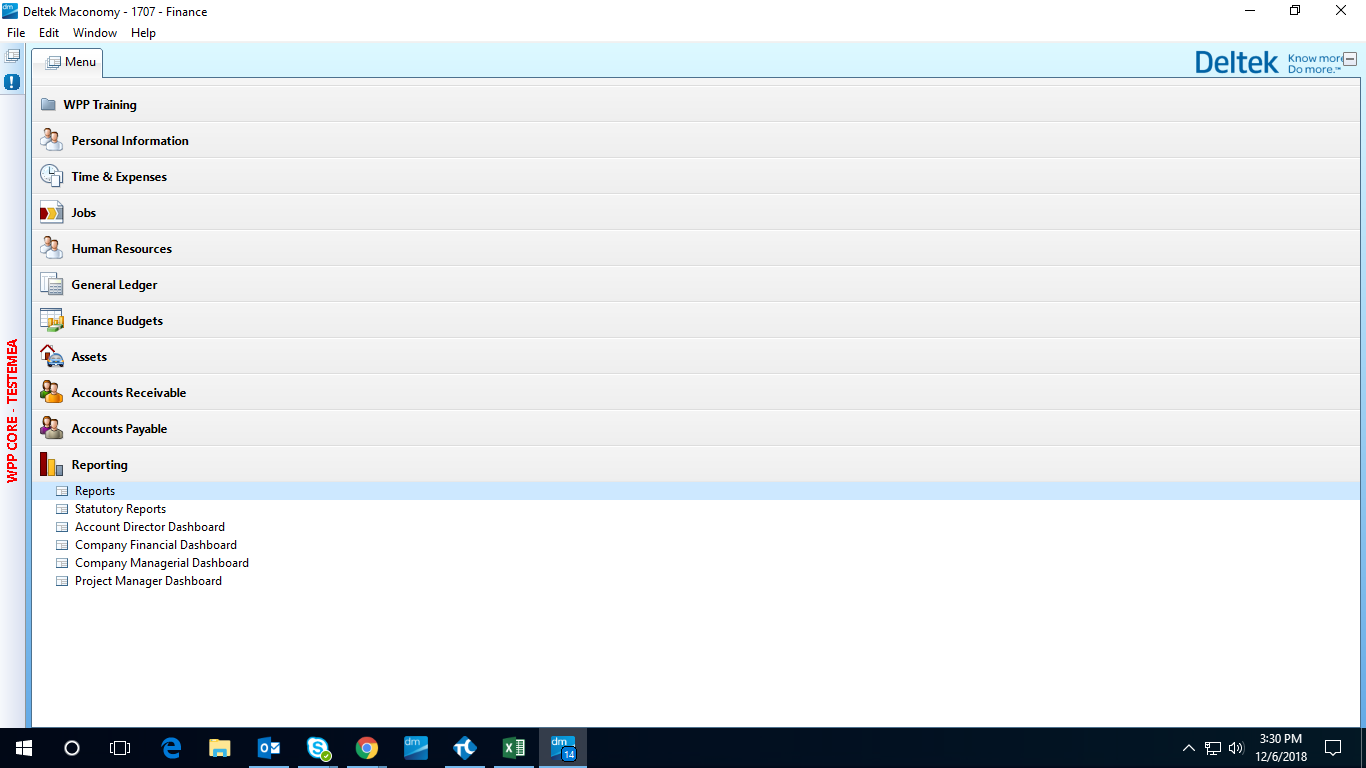 Deltek Maconomy - 1707 - Finance
File Edit Window Help
Menu
Deltek Know more
Do more.™
WPP Training
Personal Information
Time & Expenses
Jobs
Human Resources
General Ledger
Finance Budgets
Assets
Accounts Receivable
Accounts Payable
Reporting
Reports
Statutory Reports
Account Director Dashboard
Company Financial Dashboard
Company Managerial Dashboard
Project Manager Dashboard
WPP CORE - TESTEMEA
dm
dm
14
3:30 PM
12/6/2018